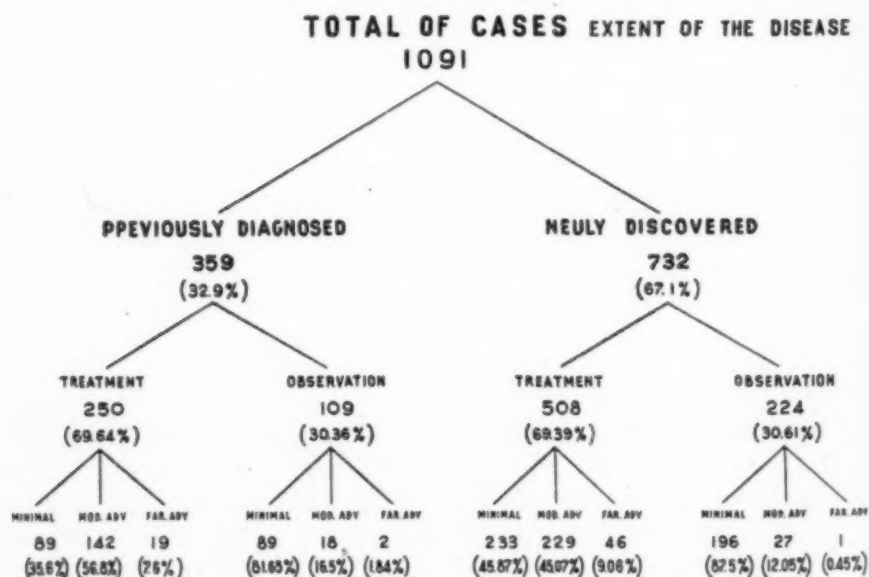 TOTAL OF CASES EXTENT OF THE DISEASE
1091
PPEVIOUSLY DIAGNOSED NEULY DISCOVERED
359 732
(32.9%) (67.1%)
TREATMENT OBSERVATION TREATMENT OBSERVATION
250 109 508 224
(69.64%) (30.36%) (69.39%) (30.61%)
MINIMAL MOD. ADV FAR. ADV MINIMAL MOD. ADV FAR. ADV MINIMAL MOD. ADV FAR. ADV MINIMAL MOD. ADV FAR. ADV
89 142 19 89 18 2 233 229 46 196 27 1
(35.6%) (56.8%) (7.6%) (81.65%) (16.5%) (1.84%) (45.87%) (45.07%) (9.06%) (87.5%) (12.05%) (0.45%)